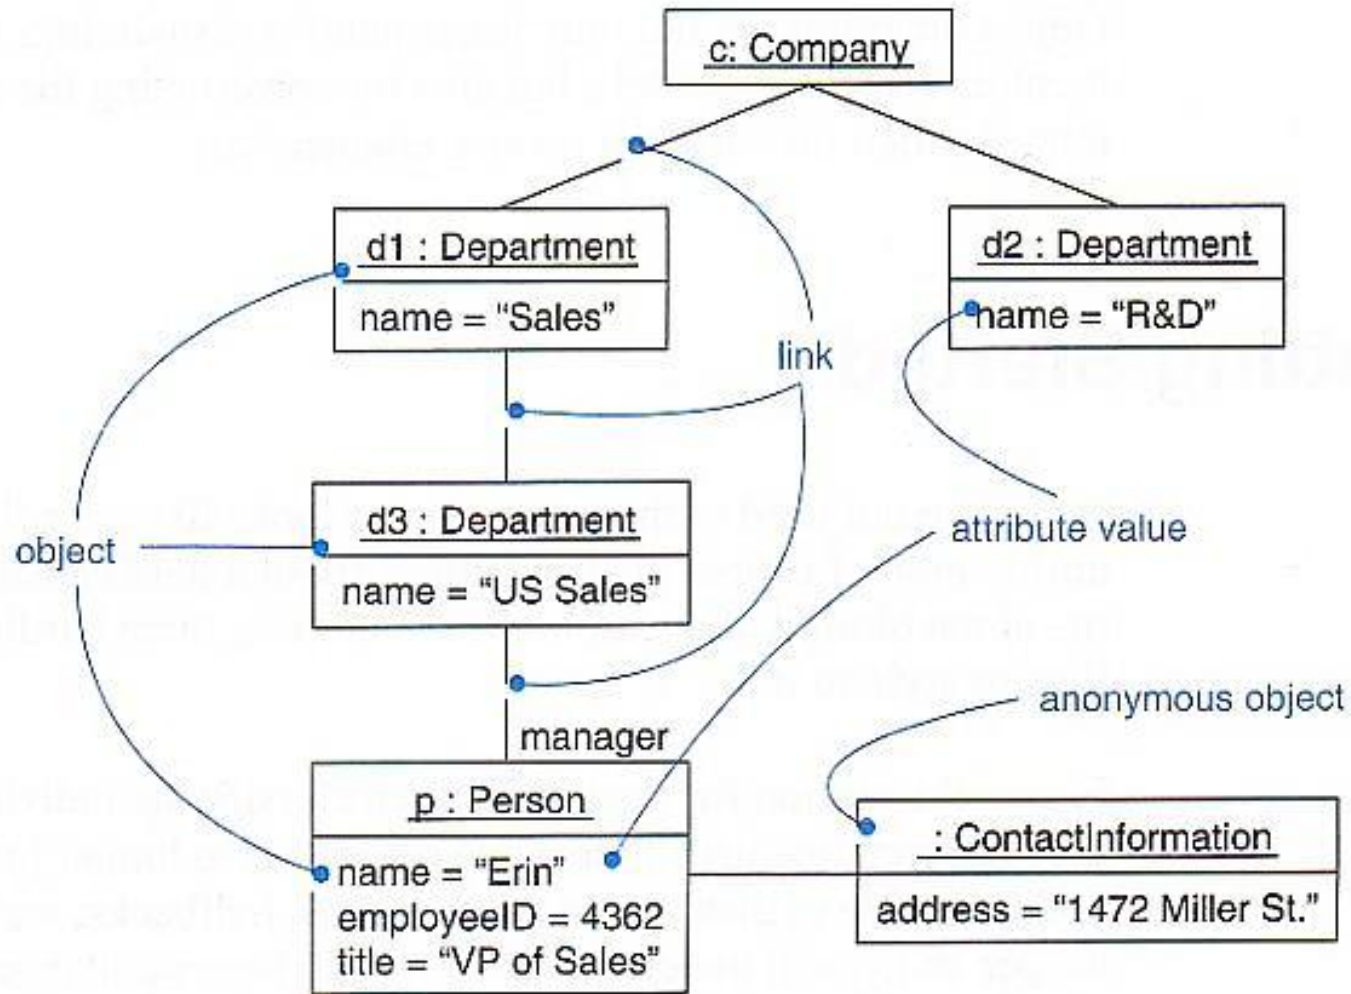 c: Company
d1 : Department
name = “Sales”
d2 : Department
name = “R&D”
link
d3 : Department
name = “US Sales”
object
attribute value
anonymous object
manager
p : Person
name = “Erin”
employeeID = 4362
title = “VP of Sales”
: ContactInformation
address = “1472 Miller St.”